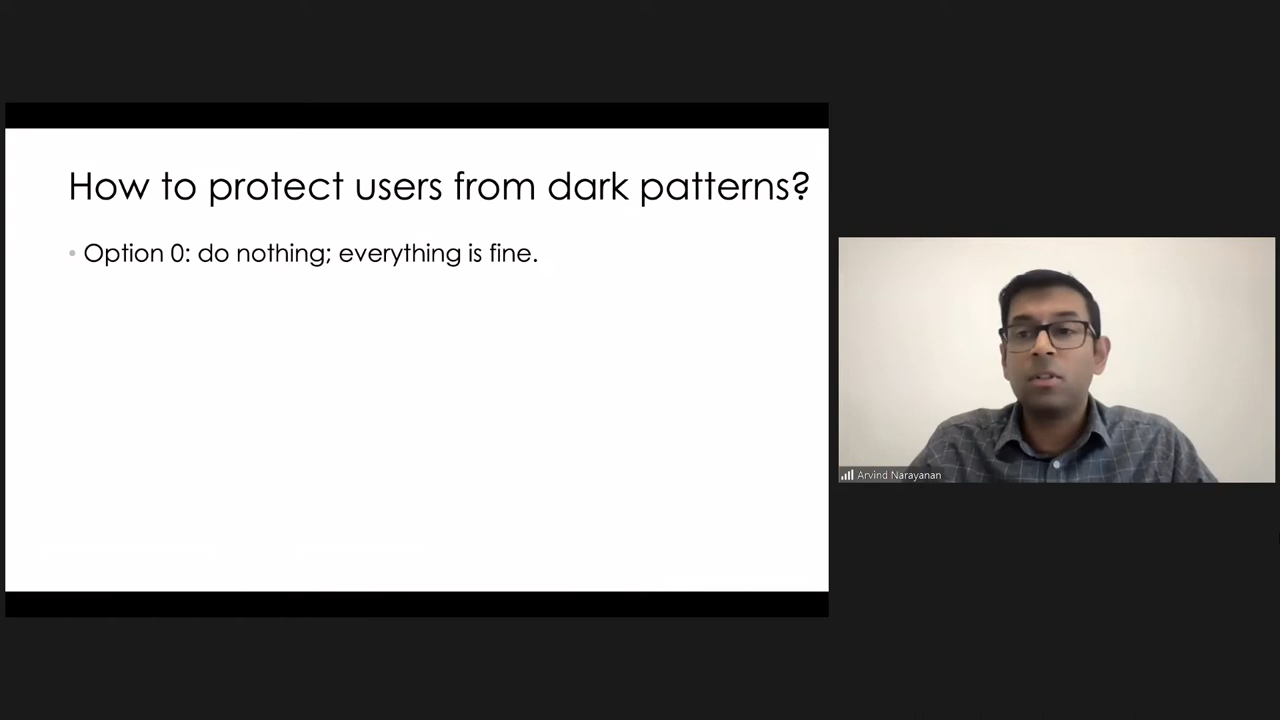 How to protect users from dark patterns?
• Option 0: do nothing; everything is fine.
Arvind Narayanan